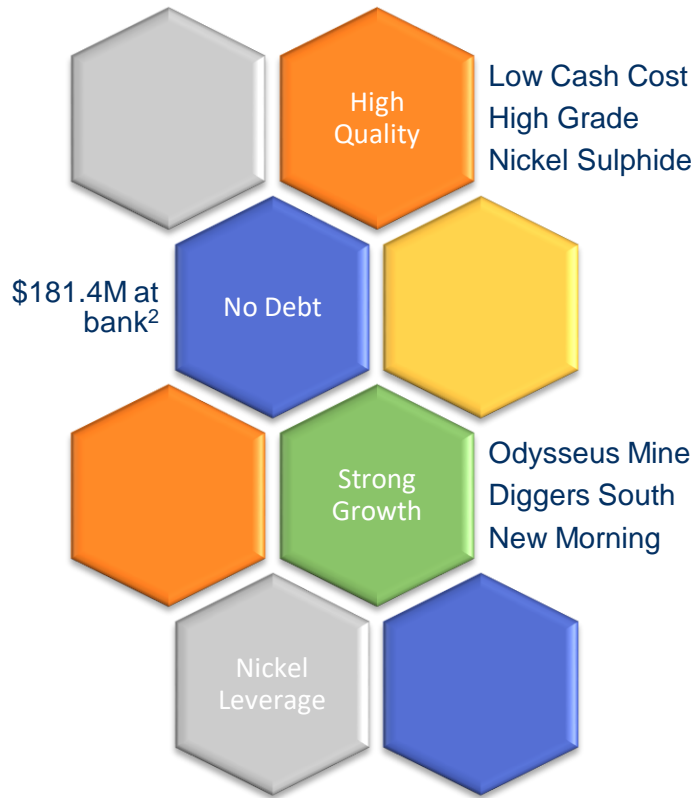 High
Quality
Low Cash Cost
High Grade
Nickel Sulphide
$181.4M at
bank²
No Debt
Strong
Growth
Odysseus Mine
Diggers South
New Morning
Nickel
Leverage